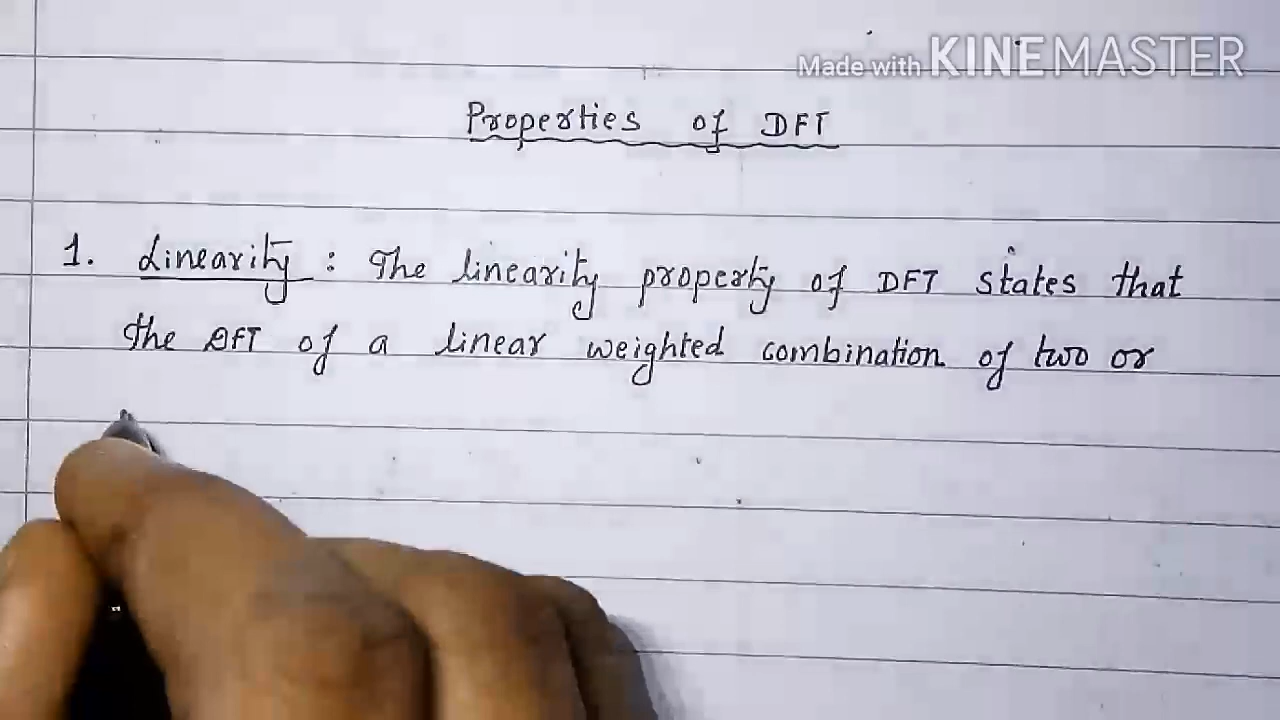 Made with KINEMASTER
Properties of DFT
1. Linearity : The linearity property of DFT states that
the DFT of a linear weighted combination of two or